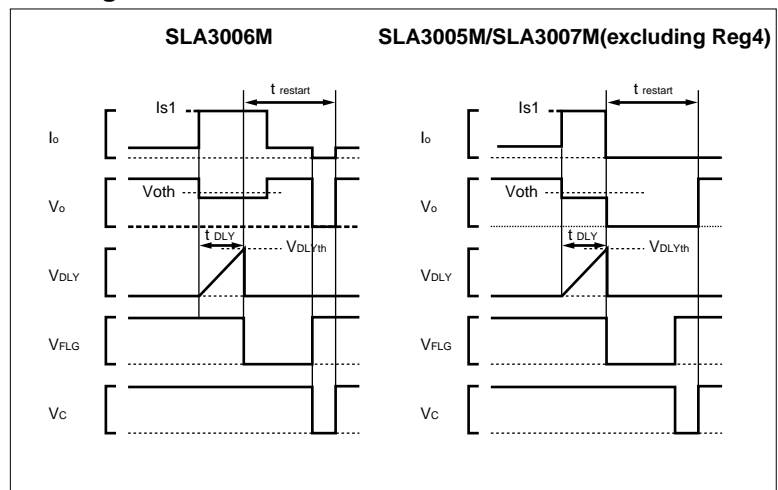 SLA3006M
t restart
Is1
Io
Voth
Vo
t DLY
VDLYth
VDLY
VFLG
VC
SLA3005M/SLA3007M(excluding Reg4)
t restart
Is1
Io
Voth
Vo
t DLY
VDLYth
VDLY
VFLG
VC